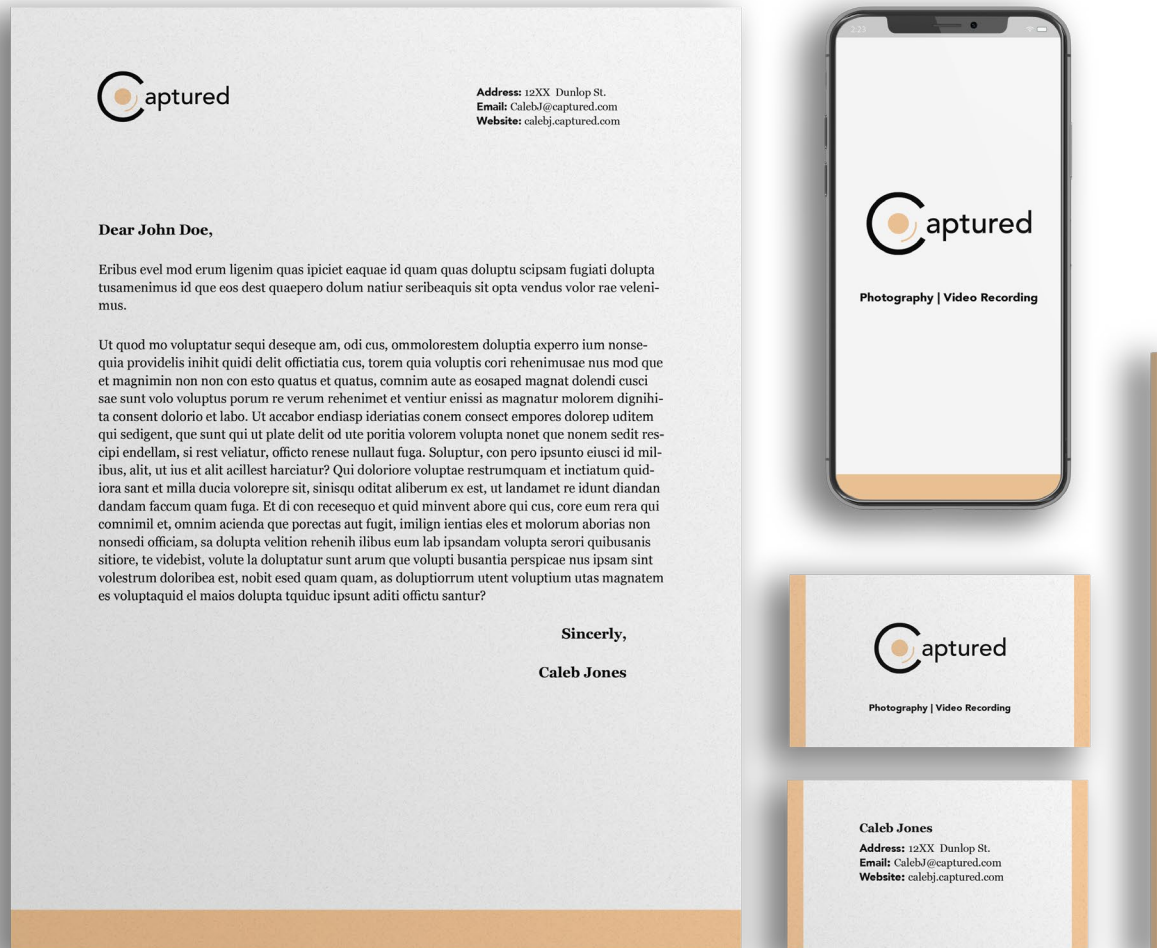 Captured
Address: 12XX Dunlop St.
Email: CalebJ@captured.com
Website: calebj.captured.com
Dear John Doe,
Eribus evel mod erum ligenim quas ipiciet eaquae id quam quas doluptu scipsam fugiati dolupta
tusamenimus id que eos dest quaepero dolum natiur seribeaquis sit opta vendus volor rae veleni-
mus.
Ut quod mo voluptatur sequi deseque am, odi cus, ommolorestem doluptia experro ium nonse-
quia providelis inihit quidi delit offictiatia cus, torem quia voluptis cori rehenimusae nus mod que
et magnimin non non con esto quatus et quatus, comnim aute as eosaped magnat dolendi cusci
sae sunt volo voluptus porum re verum rehenimet et ventiur enissi as magnatur molorem dignihi-
ta consent dolorio et labo. Ut accabor endiasp ideriatias conem consect empores dolorep uditem
qui sedigent, que sunt qui ut plate delit od ute poritia volorem volupta nonet que nonem sedit res-
cipi endellam, si rest veliatur, officto renese nullaut fuga. Soluptur, con pero ipsunto eiusci id mil-
ibus, alit, ut ius et alit acillest harciatur? Qui doloriore voluptae restrumquam et inctiatum quid-
iora sant et milla ducia volorepre sit, sinisqu oditat aliberum ex est, ut landamet re idunt diandan
dandam faccum quam fuga. Et di con recesequo et quid minvent abore qui cus, core eum rera qui
comnimil et, omnim acienda que porectas aut fugit, imilign ientias eles et molorum aborias non
nonsedi officiam, sa dolupta velition rehenih ilibus eum lab ipsandam volupta serori quibusanis
sitiore, te videbist, volute la doluptatur sunt arum que volupti busantia perspicae nus ipsam sint
volestrum doloribea est, nobit esed quam quam, as doluptiorrum utent voluptium utas magnatem
es voluptaquid el maios dolupta tquiduc ipsunt aditi offictu santur?
Sincerly,
Caleb Jones
2:23
Captured
Photography | Video Recording
Captured
Photography | Video Recording
Caleb Jones
Address: 12XX Dunlop St.
Email: CalebJ@captured.com
Website: calebj.captured.com